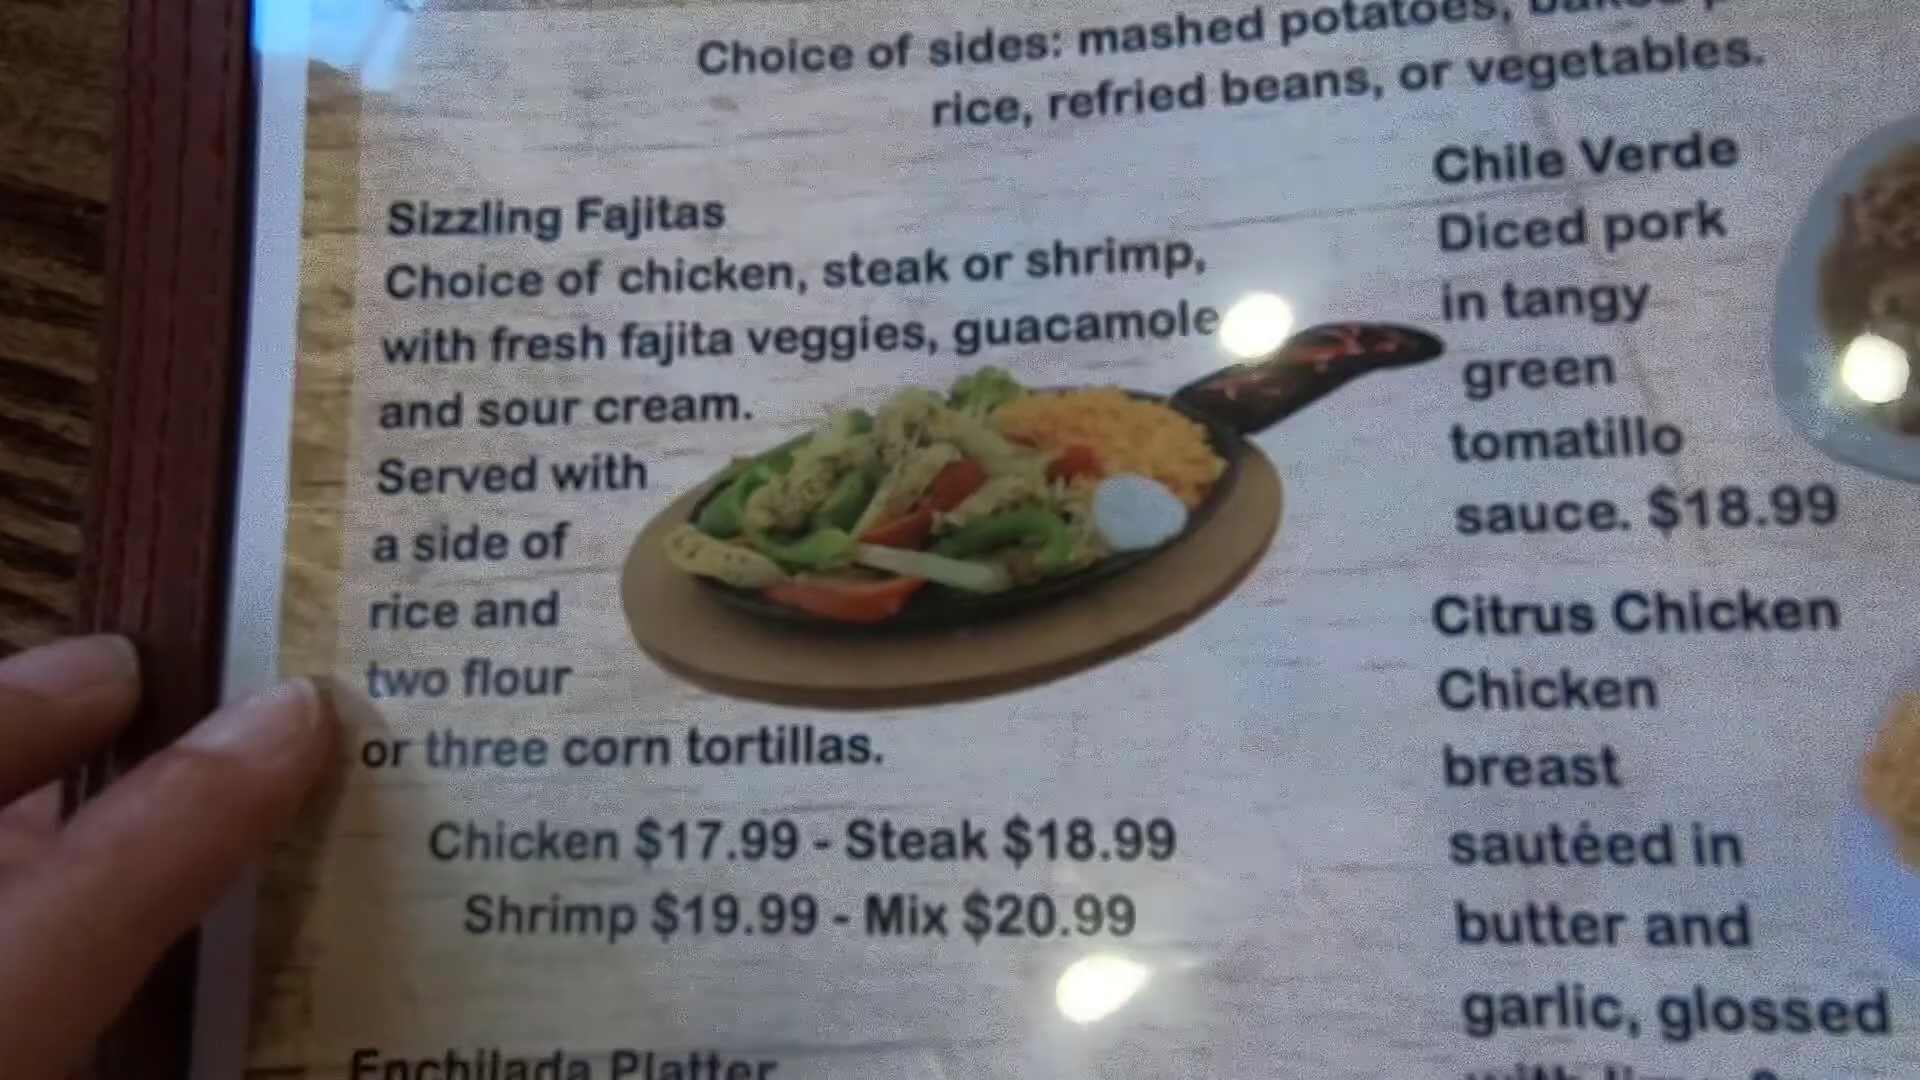 Choice of sides: mashed potatoes,
rice, refried beans, or vegetables.
Sizzling Fajitas
Choice of chicken, steak or shrimp,
with fresh fajita veggies, guacamole
and sour cream.
Served with
a side of
rice and
two flour
or three corn tortillas.
Chicken $17.99 - Steak $18.99
Shrimp $19.99 - Mix $20.99
Enchilada Platter
Chile Verde
Diced pork
in tangy
green
tomatillo
sauce. $18.99
Citrus Chicken
Chicken
breast
sautéed in
butter and
garlic, glossed